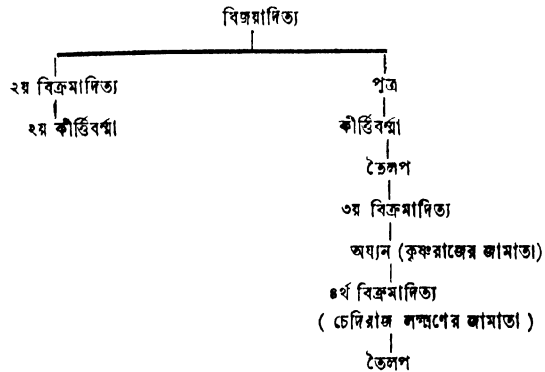 বিজয়াদিত্য
২য় বিক্রমাদিত্য পুত্র
২য় কীর্ত্তিবর্ম্মা কীর্ত্তিবর্ম্মা
তৈলপ
৩য় বিক্রমাদিত্য
অয্যন (কৃষ্ণরাজের জামাতা)
৪র্থ বিক্রমাদিত্য
( চেদিরাজ লক্ষ্মণের জামাতা )
তৈলপ